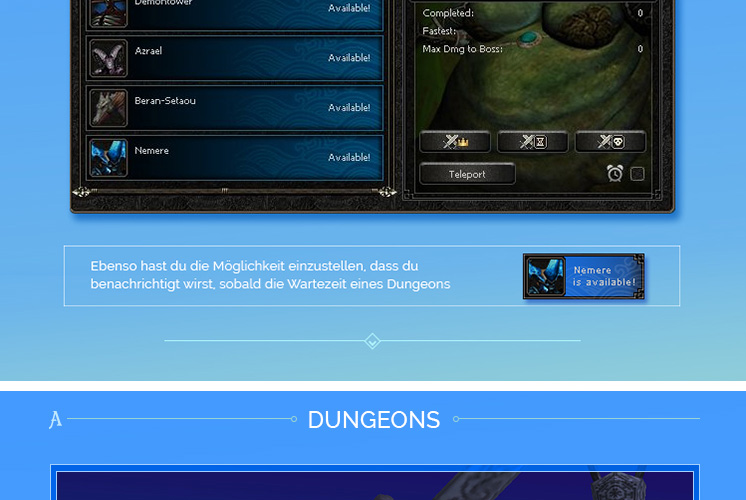 Demontower
Available!
Azrael
Available!
Beran-Setaou
Available!
Nemere
Available!
Completed: 0
Fastest:
Max Dmg to Boss: 0
Teleport
Ebenso hast du die Möglichkeit einzustellen, dass du
benachrichtigt wirst, sobald die Wartezeit eines Dungeons
Nemere
is available!
A
DUNGEONS